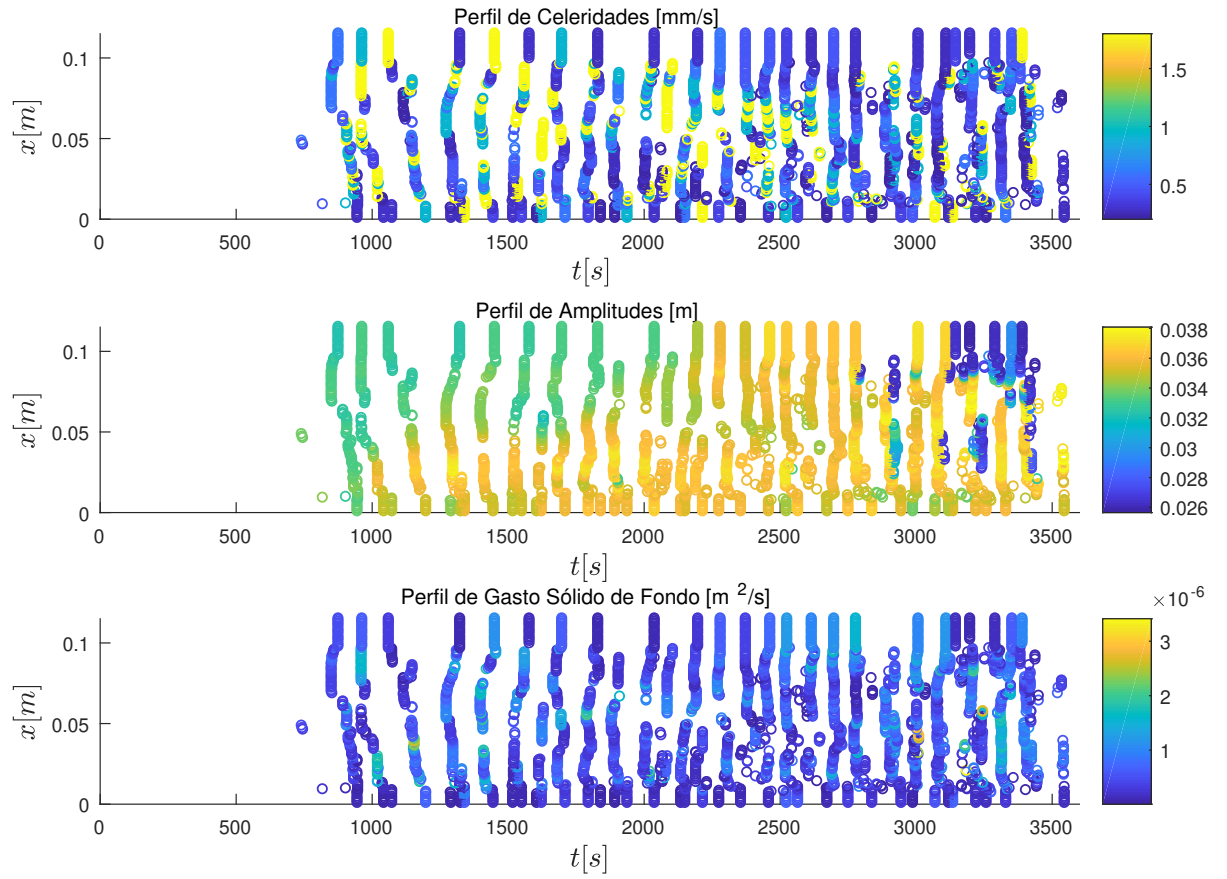 Perfil de Celeridades [mm/s]
0.1
0.05
0
x[m]
0 500 1000 1500 2000 2500 3000 3500
t[s]
1.5
1
0.5
Perfil de Amplitudes [m]
0.1
0.05
0
x[m]
0 500 1000 1500 2000 2500 3000 3500
t[s]
0.038
0.036
0.034
0.032
0.03
0.028
0.026
Perfil de Gasto Sólido de Fondo [m ²/s]
×10⁻⁶
0.1
0.05
0
x[m]
0 500 1000 1500 2000 2500 3000 3500
t[s]
3
2
1